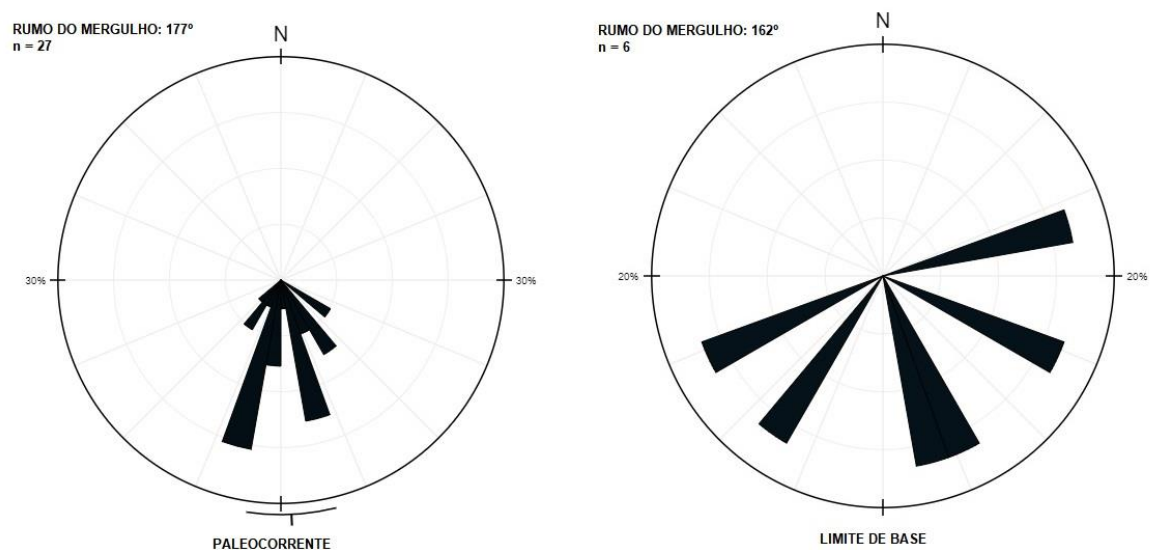 RUMO DO MERGULHO: 177º
n = 27
N
30%
30%
PALEOCORRENTE
RUMO DO MERGULHO: 162º
n = 6
N
20%
20%
LIMITE DE BASE